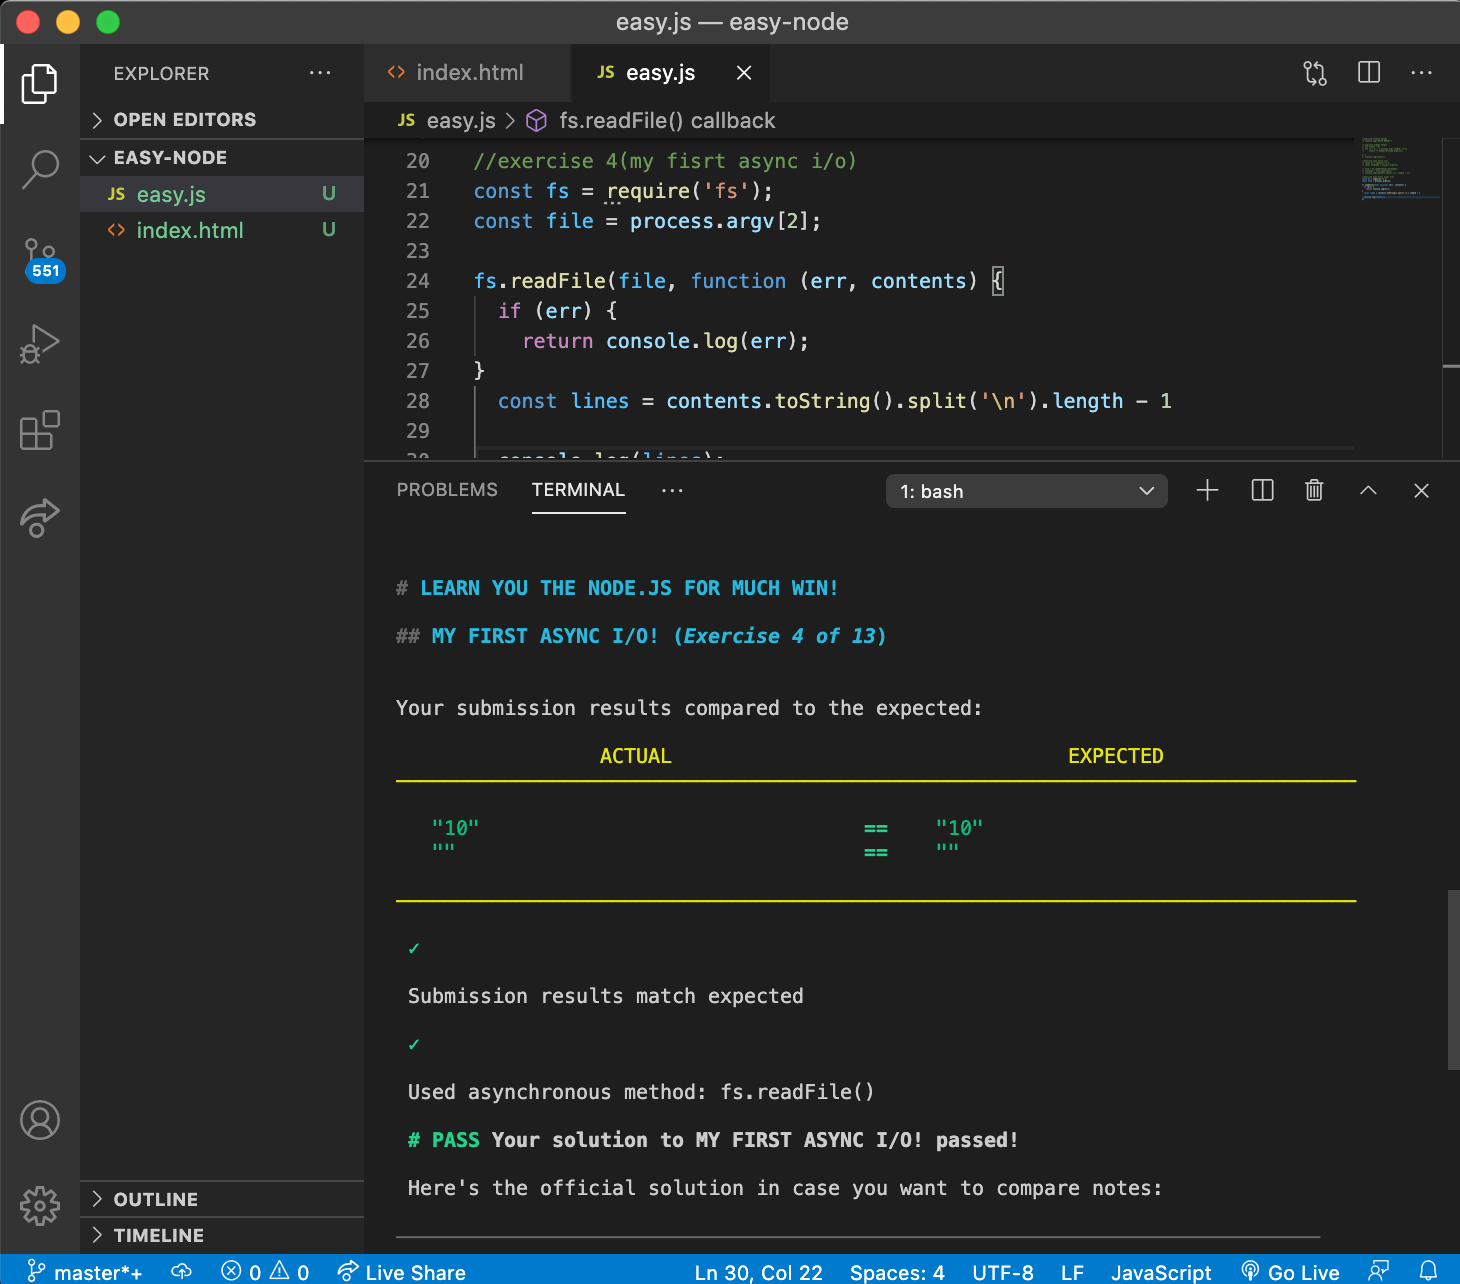 easy.js — easy-node
EXPLORER
index.html
JS easy.js
OPEN EDITORS
JS easy.js > fs.readFile() callback
EASY-NODE
JS easy.js U
index.html U
551
20 //exercise 4(my fisrt async i/o)
21 const fs = require('fs');
22 const file = process.argv[2];
23
24 fs.readFile(file, function (err, contents) {
25 if (err) {
26 return console.log(err);
27 }
28 const lines = contents.toString().split('\n').length - 1
29
30 console.log(lines);
PROBLEMS TERMINAL 1: bash
# LEARN YOU THE NODE.JS FOR MUCH WIN!
## MY FIRST ASYNC I/O! (Exercise 4 of 13)
Your submission results compared to the expected:
ACTUAL EXPECTED
"10" == "10"
"" == ""
✓
Submission results match expected
✓
Used asynchronous method: fs.readFile()
# PASS Your solution to MY FIRST ASYNC I/O! passed!
Here's the official solution in case you want to compare notes:
OUTLINE
TIMELINE
master*+ 0 0 Live Share Ln 30, Col 22 Spaces: 4 UTF-8 LF JavaScript Go Live